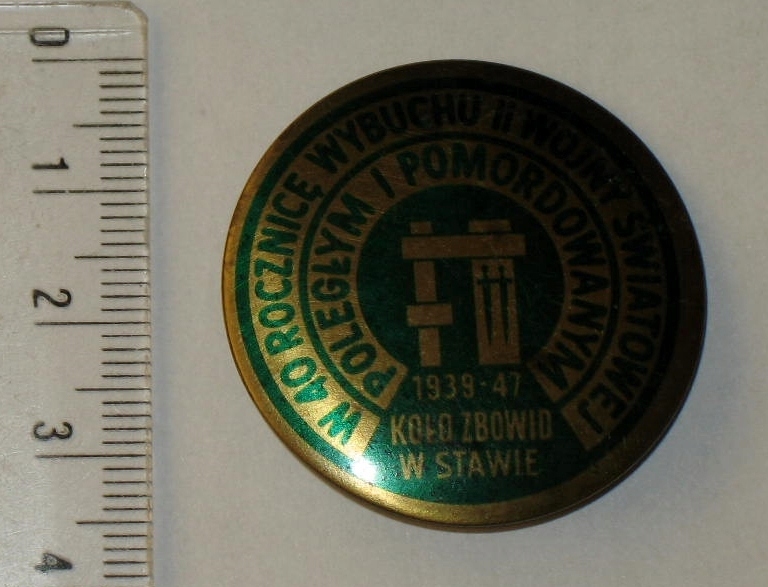 0
1
2
3
4
W 40 ROCZNICĘ WYBUCHU II WOJNY ŚWIATOWEJ
POLEGŁYM I POMORDOWANYM
1939-47
KOŁO ZBOWID
W STAWIE